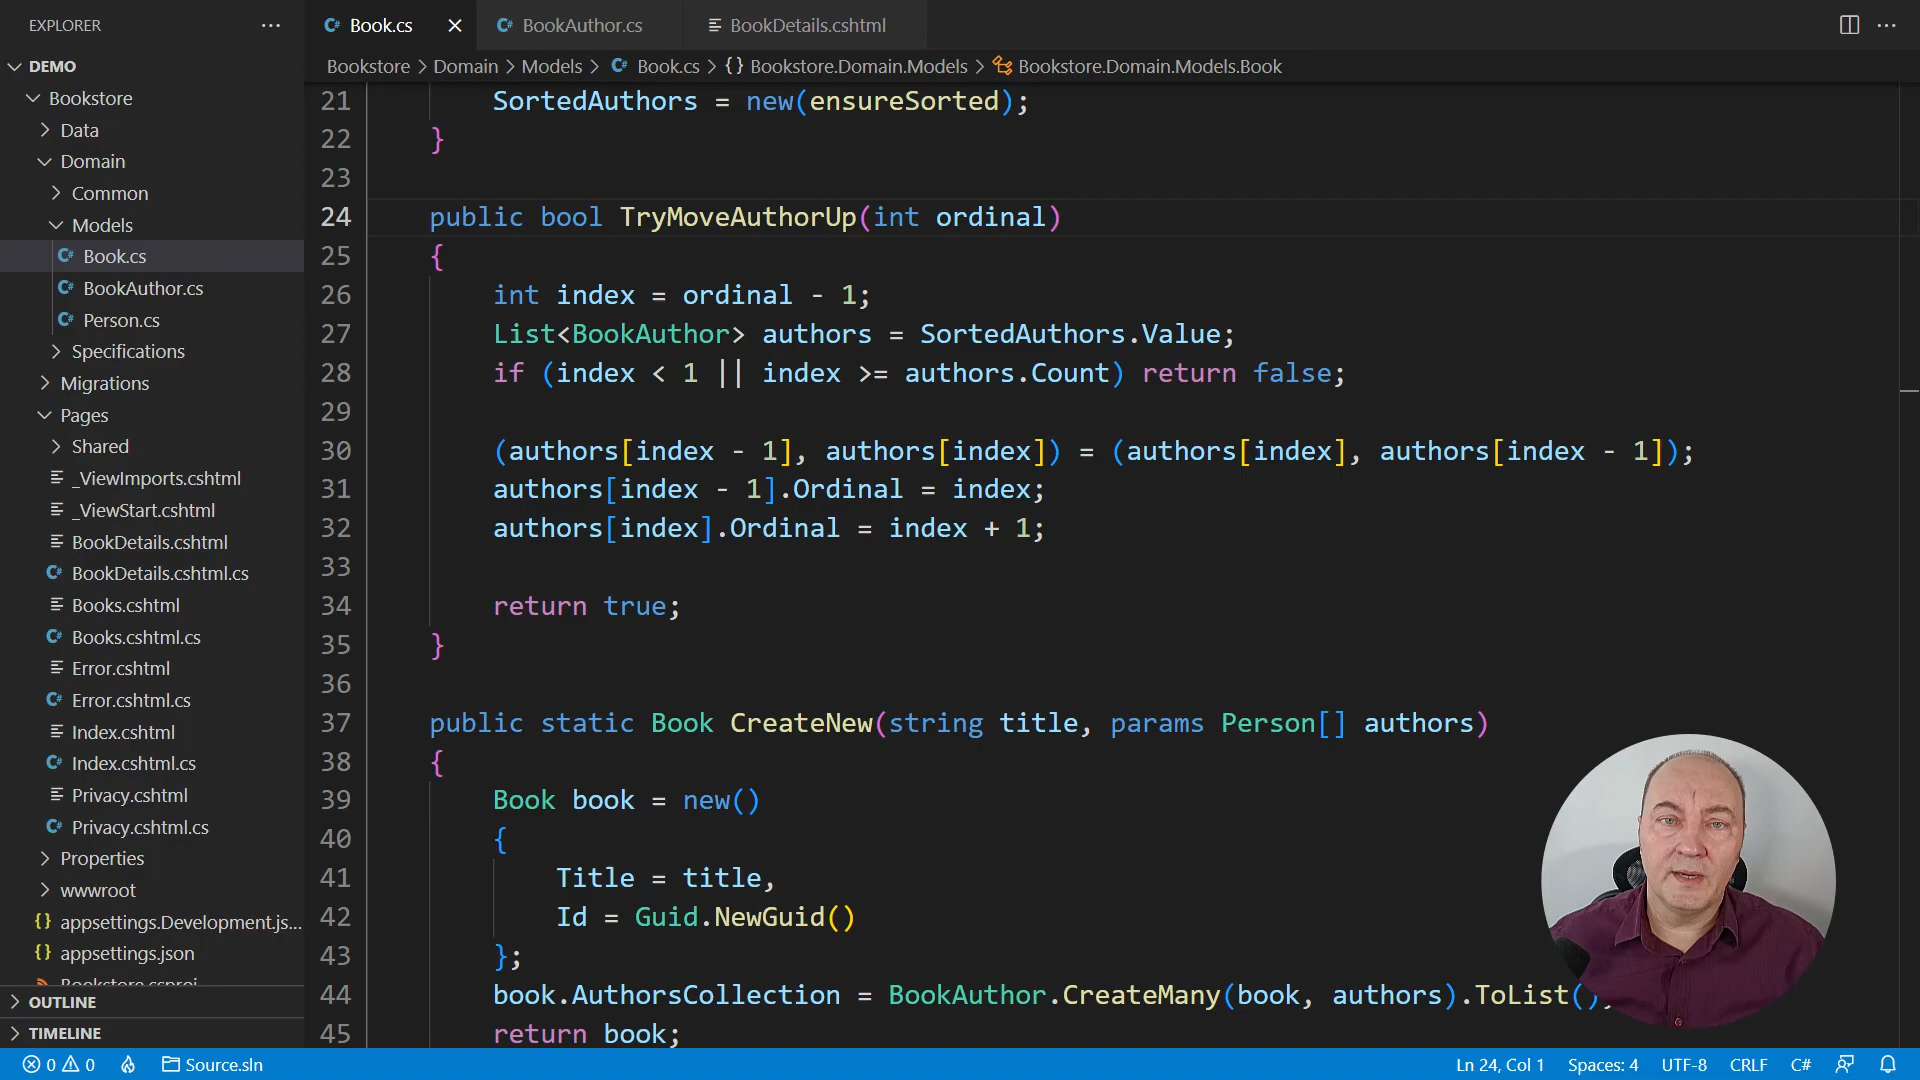 EXPLORER
DEMO
Bookstore
Data
Domain
Common
Models
Book.cs
BookAuthor.cs
Person.cs
Specifications
Migrations
Pages
Shared
_ViewImports.cshtml
_ViewStart.cshtml
BookDetails.cshtml
BookDetails.cshtml.cs
Books.cshtml
Books.cshtml.cs
Error.cshtml
Error.cshtml.cs
Index.cshtml
Index.cshtml.cs
Privacy.cshtml
Privacy.cshtml.cs
Properties
wwwroot
{} appsettings.Development.js...
{} appsettings.json
Bookstore.csproj
OUTLINE
TIMELINE
C# Book.cs C# BookAuthor.cs BookDetails.cshtml
Bookstore > Domain > Models > C# Book.cs > {} Bookstore.Domain.Models > Bookstore.Domain.Models.Book
21 SortedAuthors = new(ensureSorted);
22 }
23
24 public bool TryMoveAuthorUp(int ordinal)
25 {
26 int index = ordinal - 1;
27 List<BookAuthor> authors = SortedAuthors.Value;
28 if (index < 1 || index >= authors.Count) return false;
29
30 (authors[index - 1], authors[index]) = (authors[index], authors[index - 1]);
31 authors[index - 1].Ordinal = index;
32 authors[index].Ordinal = index + 1;
33
34 return true;
35 }
36
37 public static Book CreateNew(string title, params Person[] authors)
38 {
39 Book book = new()
40 {
41 Title = title,
42 Id = Guid.NewGuid()
43 };
44 book.AuthorsCollection = BookAuthor.CreateMany(book, authors).ToList();
45 return book;
0 0 Source.sln Ln 24, Col 1 Spaces: 4 UTF-8 CRLF C#